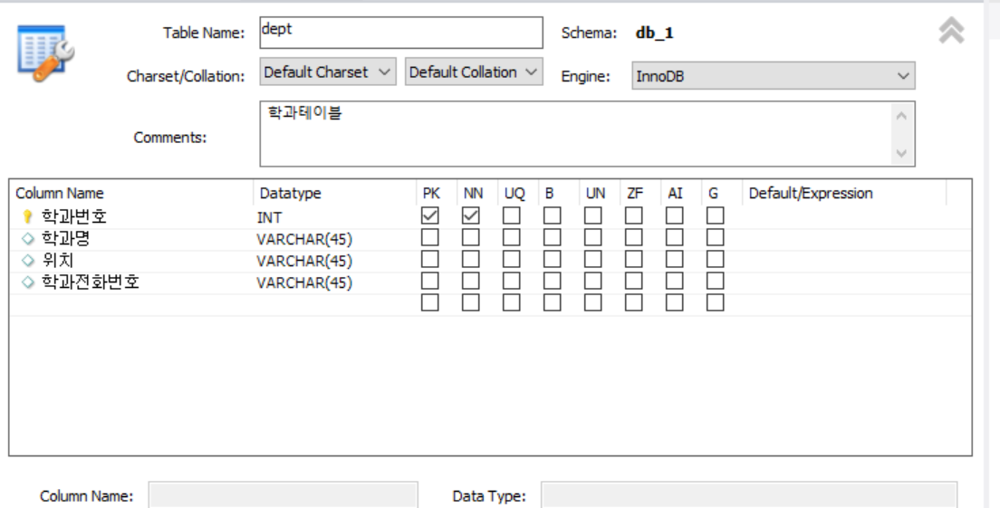 Table Name: dept Schema: db_1
Charset/Collation: Default Charset Default Collation Engine: InnoDB
Comments: 학과테이블
Column Name Datatype PK NN UQ B UN ZF AI G Default/Expression
학과번호 INT
학과명 VARCHAR(45)
위치 VARCHAR(45)
학과전화번호 VARCHAR(45)
Column Name: Data Type: